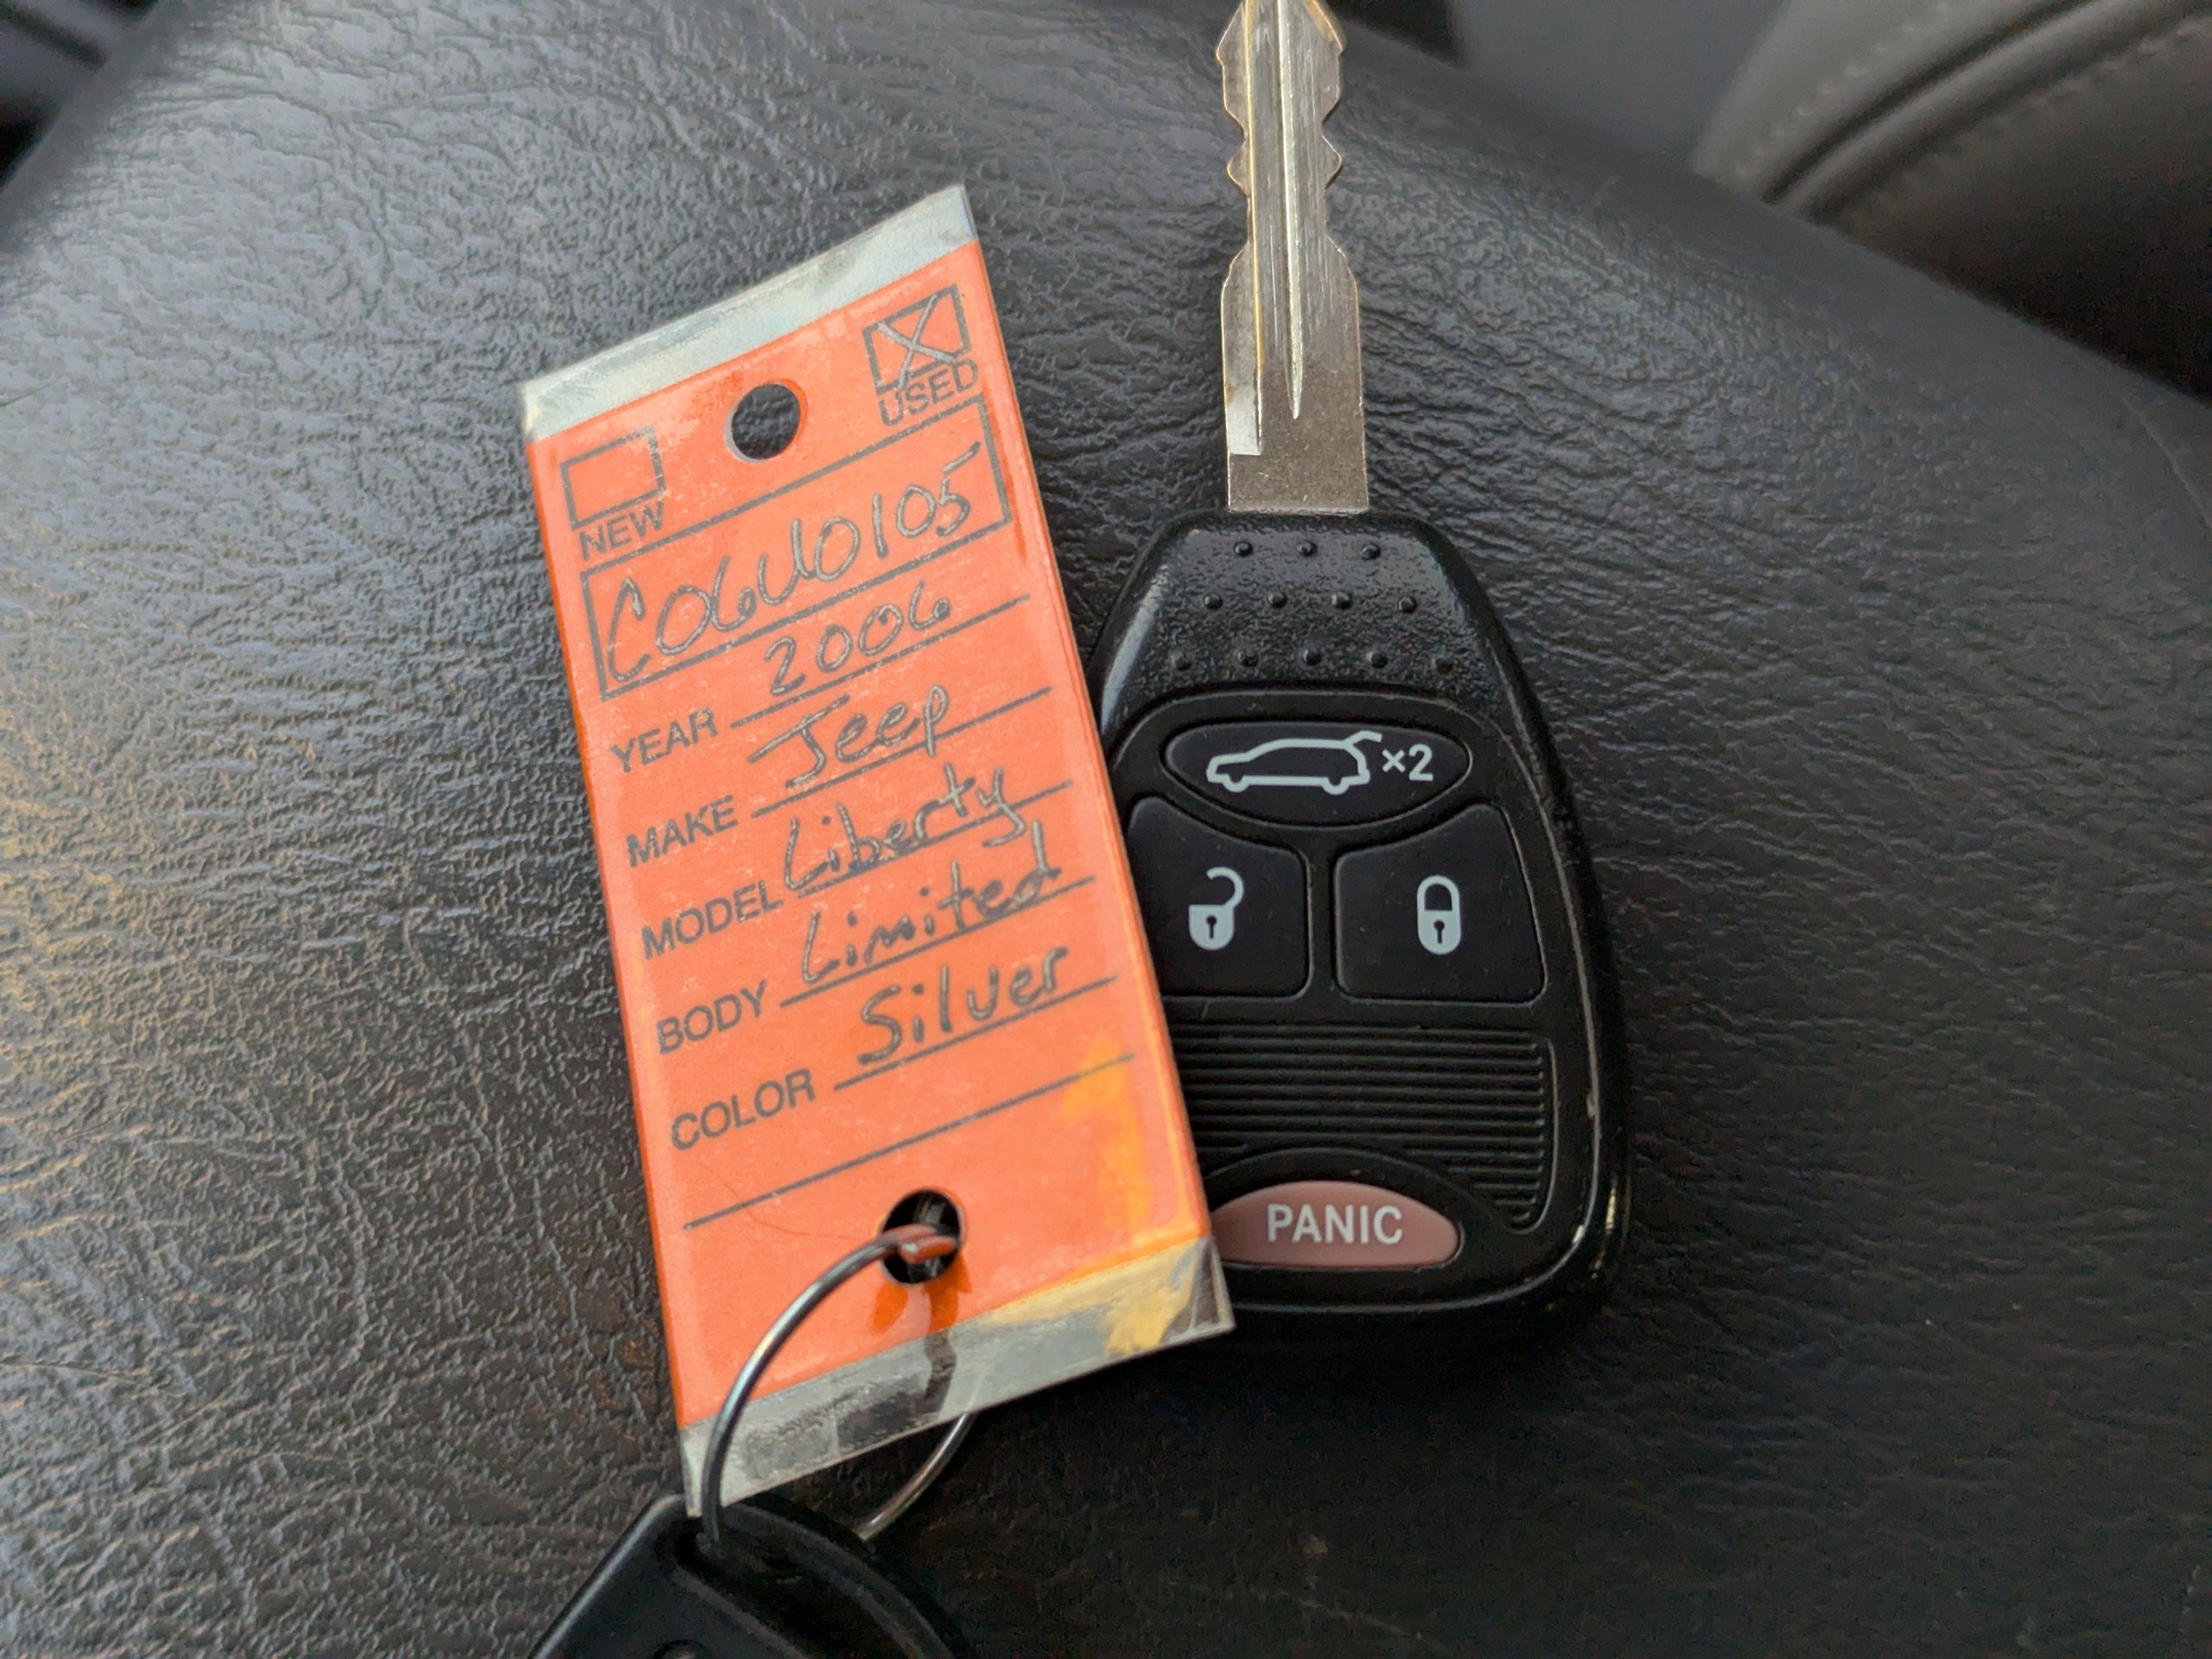 NEW
USED
C06U0105
YEAR 2006
MAKE Jeep
MODEL Liberty
BODY Limited
COLOR Silver
×2
PANIC